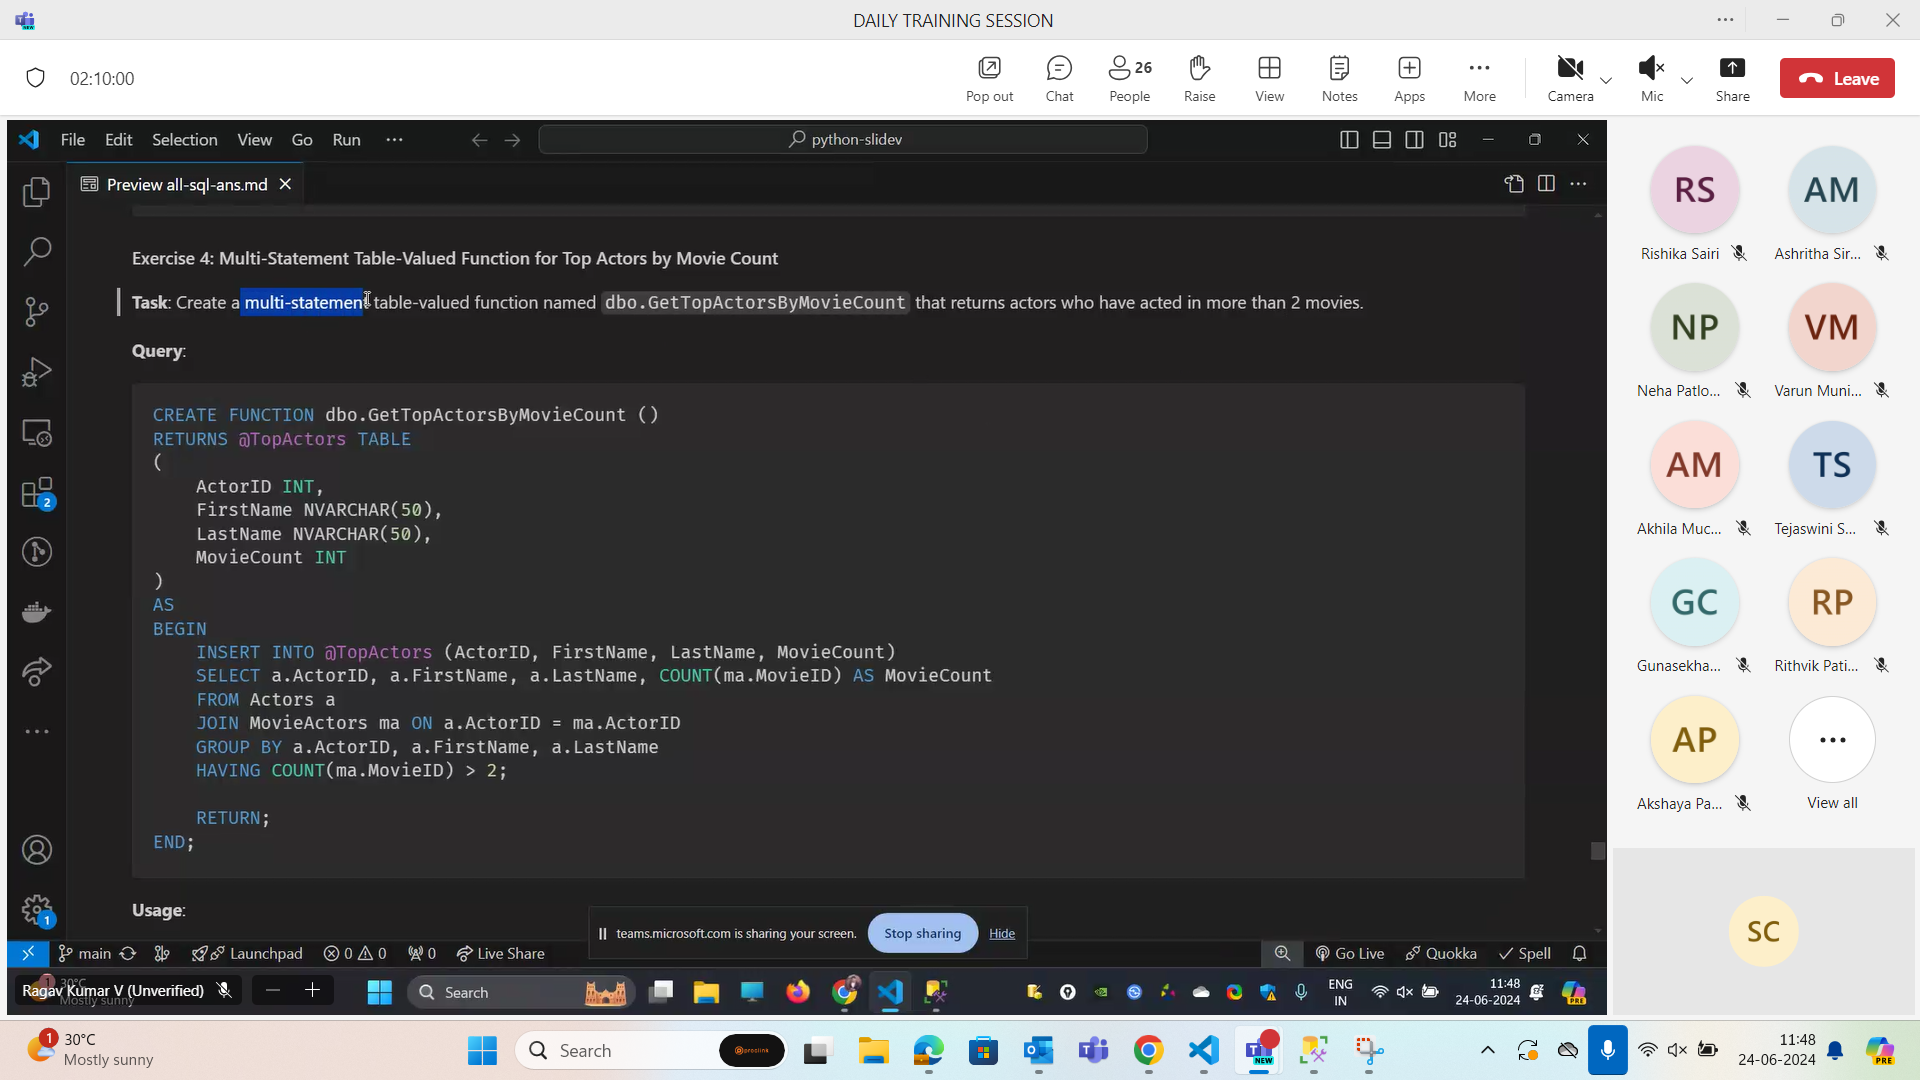 DAILY TRAINING SESSION
02:10:00
Pop out
Chat
26
People
Raise
View
Notes
Apps
More
Camera
Mic
Share
Leave
File Edit Selection View Go Run
python-slidev
Preview all-sql-ans.md
Exercise 4: Multi-Statement Table-Valued Function for Top Actors by Movie Count
Task: Create a multi-statement table-valued function named dbo.GetTopActorsByMovieCount that returns actors who have acted in more than 2 movies.
Query:
CREATE FUNCTION dbo.GetTopActorsByMovieCount ()
RETURNS @TopActors TABLE
(
ActorID INT,
FirstName NVARCHAR(50),
LastName NVARCHAR(50),
MovieCount INT
)
AS
BEGIN
INSERT INTO @TopActors (ActorID, FirstName, LastName, MovieCount)
SELECT a.ActorID, a.FirstName, a.LastName, COUNT(ma.MovieID) AS MovieCount
FROM Actors a
JOIN MovieActors ma ON a.ActorID = ma.ActorID
GROUP BY a.ActorID, a.FirstName, a.LastName
HAVING COUNT(ma.MovieID) > 2;
RETURN;
END;
Usage:
2
1
teams.microsoft.com is sharing your screen. Stop sharing Hide
main Launchpad 0 0 0 Live Share
Go Live Quokka Spell
Ragav Kumar V (Unverified)
30°C
Mostly sunny
Search
ENG
IN
11:48
24-06-2024
PRE
RS
Rishika Sairi
AM
Ashritha Sir...
NP
Neha Patlo...
VM
Varun Muni...
AM
Akhila Muc...
TS
Tejaswini S...
GC
Gunasekha...
RP
Rithvik Pati...
AP
Akshaya Pa...
View all
SC
1
30°C
Mostly sunny
Search
NEW
11:48
24-06-2024
PRE